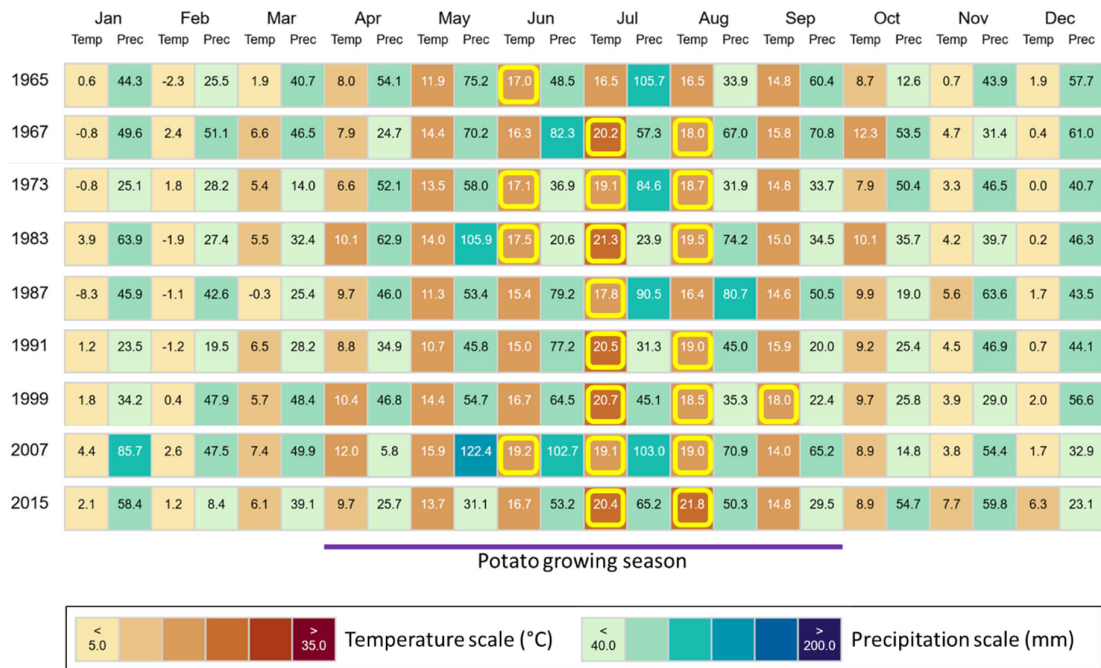 Jan Feb Mar Apr May Jun Jul Aug Sep Oct Nov Dec
Temp Prec Temp Prec Temp Prec Temp Prec Temp Prec Temp Prec Temp Prec Temp Prec Temp Prec Temp Prec Temp Prec Temp Prec
1965 0.6 44.3 -2.3 25.5 1.9 40.7 8.0 54.1 11.9 75.2 17.0 48.5 16.5 105.7 16.5 33.9 14.8 60.4 8.7 12.6 0.7 43.9 1.9 57.7
1967 -0.8 49.6 2.4 51.1 6.6 46.5 7.9 24.7 14.4 70.2 16.3 82.3 20.2 57.3 18.0 67.0 15.8 70.8 12.3 53.5 4.7 31.4 0.4 61.0
1973 -0.8 25.1 1.8 28.2 5.4 14.0 6.6 52.1 13.5 58.0 17.1 36.9 19.1 84.6 18.7 31.9 14.8 33.7 7.9 50.4 3.3 46.5 0.0 40.7
1983 3.9 63.9 -1.9 27.4 5.5 32.4 10.1 62.9 14.0 105.9 17.5 20.6 21.3 23.9 19.5 74.2 15.0 34.5 10.1 35.7 4.2 39.7 0.2 46.3
1987 -8.3 45.9 -1.1 42.6 -0.3 25.4 9.7 46.0 11.3 53.4 15.4 79.2 17.8 90.5 16.4 80.7 14.6 50.5 9.9 19.0 5.6 63.6 1.7 43.5
1991 1.2 23.5 -1.2 19.5 6.5 28.2 8.8 34.9 10.7 45.8 15.0 77.2 20.5 31.3 19.0 45.0 15.9 20.0 9.2 25.4 4.5 46.9 0.7 44.1
1999 1.8 34.2 0.4 47.9 5.7 48.4 10.4 46.8 14.4 54.7 16.7 64.5 20.7 45.1 18.5 35.3 18.0 22.4 9.7 25.8 3.9 29.0 2.0 56.6
2007 4.4 85.7 2.6 47.5 7.4 49.9 12.0 5.8 15.9 122.4 19.2 102.7 19.1 103.0 19.0 70.9 14.0 65.2 8.9 14.8 3.8 54.4 1.7 32.9
2015 2.1 58.4 1.2 8.4 6.1 39.1 9.7 25.7 13.7 31.1 16.7 53.2 20.4 65.2 21.8 50.3 14.8 29.5 8.9 54.7 7.7 59.8 6.3 23.1
Potato growing season
< 5.0 > 35.0 Temperature scale (°C) < 40.0 > 200.0 Precipitation scale (mm)